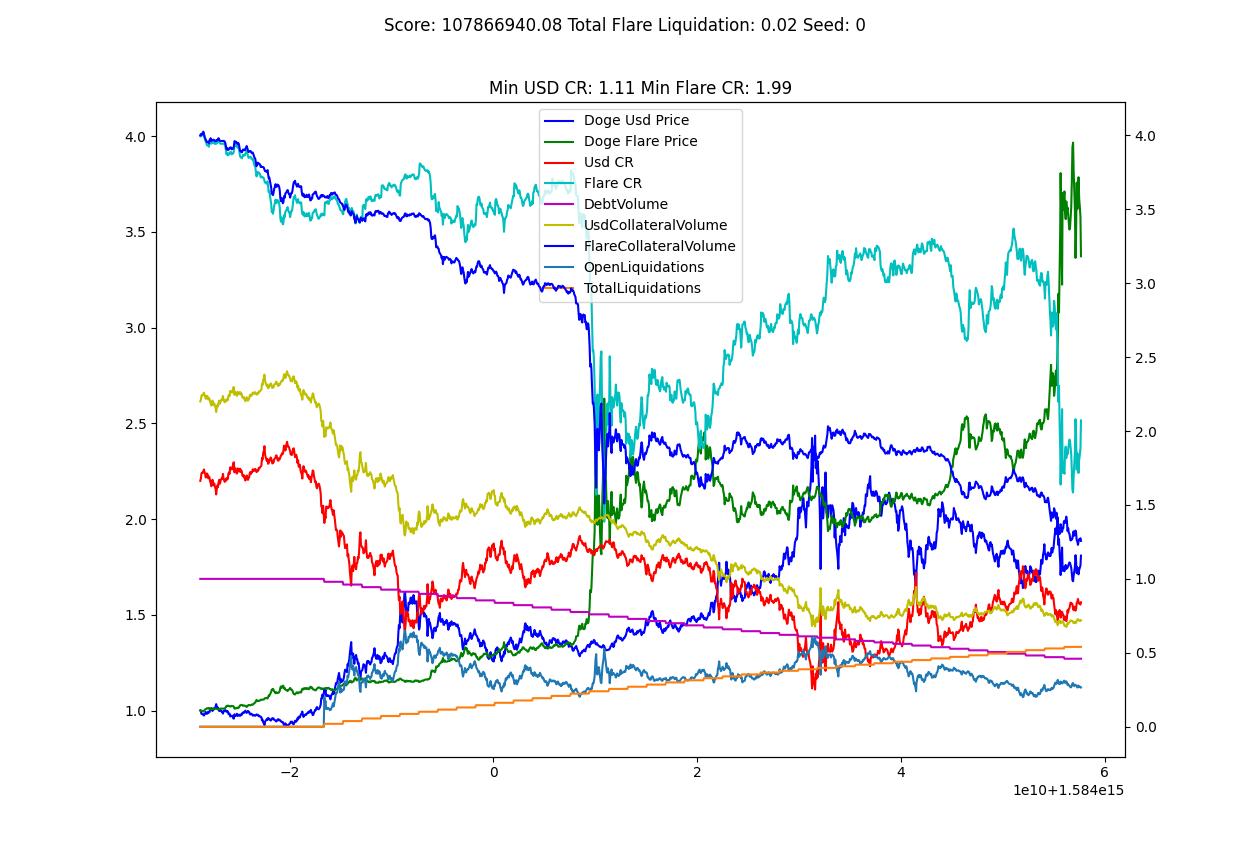 Score: 107866940.08 Total Flare Liquidation: 0.02 Seed: 0
Min USD CR: 1.11 Min Flare CR: 1.99
Doge Usd Price
Doge Flare Price
Usd CR
Flare CR
DebtVolume
UsdCollateralVolume
FlareCollateralVolume
OpenLiquidations
TotalLiquidations
4.0
3.5
3.0
2.5
2.0
1.5
1.0
4.0
3.5
3.0
2.5
2.0
1.5
1.0
0.5
0.0
−2
0
2
4
6
1e10+1.584e15